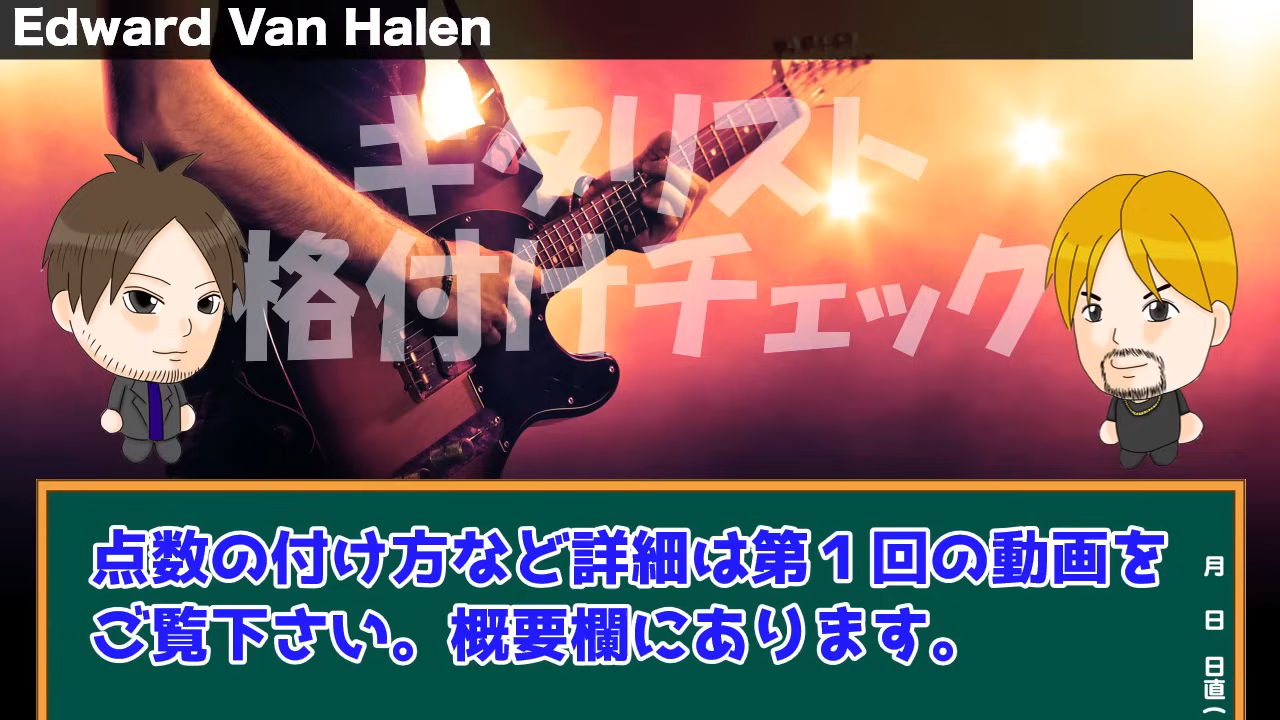 Edward Van Halen
ギタリスト
格付けチェック
点数の付け方など詳細は第１回の動画を
ご覧下さい。概要欄にあります。
月
日
日直(